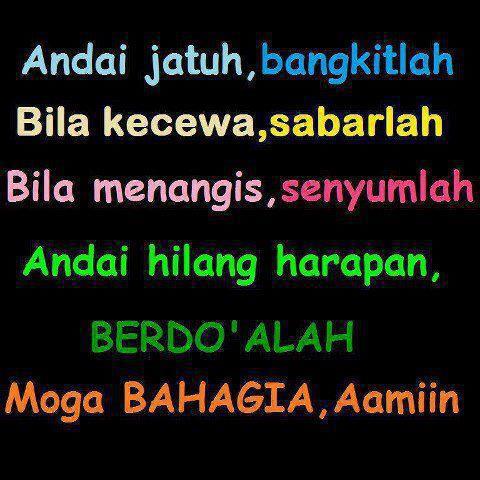 Andai jatuh,bangkitlah
Bila kecewa,sabarlah
Bila menangis,senyumlah
Andai hilang harapan,
BERDO'ALAH
Moga BAHAGIA,Aamiin